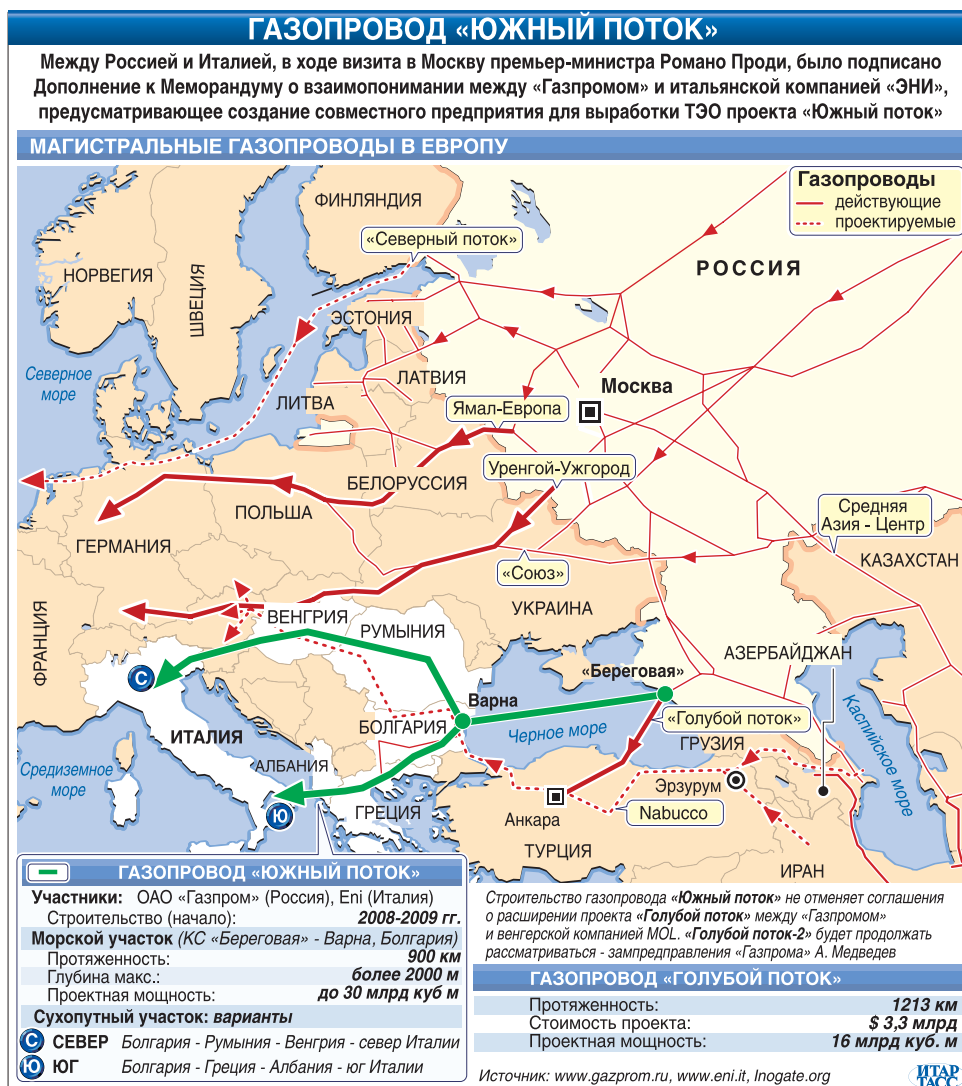 ГАЗОПРОВОД «ЮЖНЫЙ ПОТОК»
Между Россией и Италией, в ходе визита в Москву премьер-министра Романо Проди, было подписано
Дополнение к Меморандуму о взаимопонимании между «Газпромом» и итальянской компанией «ЭНИ»,
предусматривающее создание совместного предприятия для выработки ТЭО проекта «Южный поток»
МАГИСТРАЛЬНЫЕ ГАЗОПРОВОДЫ В ЕВРОПУ
Газопроводы
действующие
проектируемые
ФИНЛЯНДИЯ
«Северный поток»
НОРВЕГИЯ
ШВЕЦИЯ
РОССИЯ
ЭСТОНИЯ
Северное
море
ЛАТВИЯ
Москва
ЛИТВА
Ямал-Европа
Уренгой-Ужгород
БЕЛОРУССИЯ
ПОЛЬША
Средняя
Азия - Центр
ГЕРМАНИЯ
КАЗАХСТАН
«Союз»
УКРАИНА
ФРАНЦИЯ
ВЕНГРИЯ
РУМЫНИЯ
АЗЕРБАЙДЖАН
С
«Береговая»
Варна
«Голубой поток»
БОЛГАРИЯ
Черное море
Каспийское море
ИТАЛИЯ
ГРУЗИЯ
АЛБАНИЯ
Средиземное
море
Эрзурум
Ю
ГРЕЦИЯ
Анкара
Nabucco
ТУРЦИЯ
ИРАН
ГАЗОПРОВОД «ЮЖНЫЙ ПОТОК»
Участники: ОАО «Газпром» (Россия), Eni (Италия)
Строительство (начало): 2008-2009 гг.
Морской участок (КС «Береговая» - Варна, Болгария)
Протяженность: 900 км
Глубина макс.: более 2000 м
Проектная мощность: до 30 млрд куб м
Сухопутный участок: варианты
С СЕВЕР Болгария - Румыния - Венгрия - север Италии
Ю ЮГ Болгария - Греция - Албания - юг Италии
Строительство газопровода «Южный поток» не отменяет соглашения
о расширении проекта «Голубой поток» между «Газпромом»
и венгерской компанией MOL. «Голубой поток-2» будет продолжать
рассматриваться - зампредправления «Газпрома» А. Медведев
ГАЗОПРОВОД «ГОЛУБОЙ ПОТОК»
Протяженность: 1213 км
Стоимость проекта: $ 3,3 млрд
Проектная мощность: 16 млрд куб. м
Источник: www.gazprom.ru, www.eni.it, Inogate.org
ИТАР
ТАСС